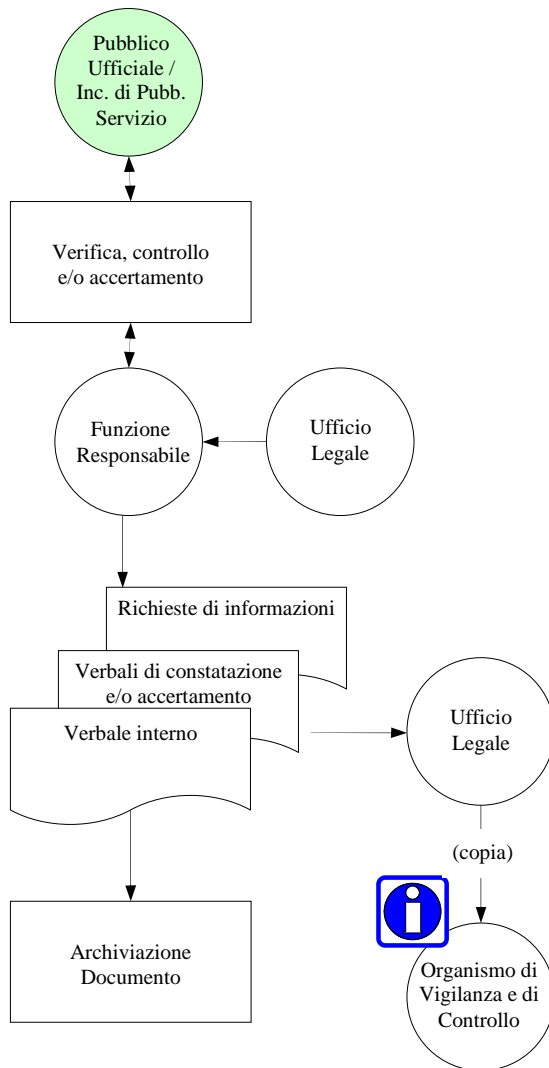 Pubblico
Ufficiale /
Inc. di Pubb.
Servizio
Verifica, controllo
e/o accertamento
Funzione
Responsabile
Ufficio
Legale
Richieste di informazioni
Verbali di constatazione
e/o accertamento
Verbale interno
Ufficio
Legale
(copia)
Archiviazione
Documento
Organismo di
Vigilanza e di
Controllo